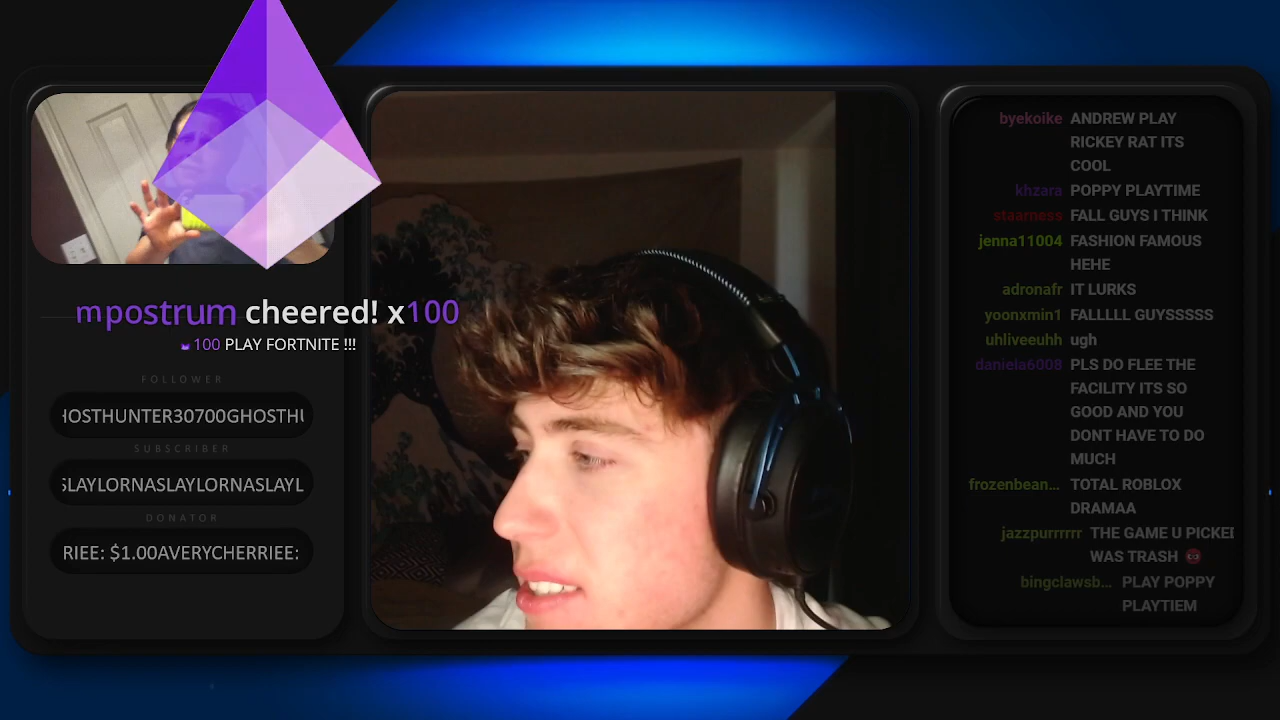 mpostrum cheered! x100
100 PLAY FORTNITE !!!
FOLLOWER
HOSTHUNTER30700GHOSTHU
SUBSCRIBER
SLAYLORNASLAYLORNASLAYL
DONATOR
RIEE: $1.00AVERYCHERRIEE:
byekoike ANDREW PLAY
RICKEY RAT ITS
COOL
khzara POPPY PLAYTIME
staarness FALL GUYS I THINK
jenna11004 FASHION FAMOUS
HEHE
adronafr IT LURKS
yoonxmin1 FALLLLL GUYSSSSS
uhliveeuhh ugh
daniela6008 PLS DO FLEE THE
FACILITY ITS SO
GOOD AND YOU
DONT HAVE TO DO
MUCH
frozenbean... TOTAL ROBLOX
DRAMAA
jazzpurrrrrr THE GAME U PICKED
WAS TRASH
bingclawsb... PLAY POPPY
PLAYTIEM